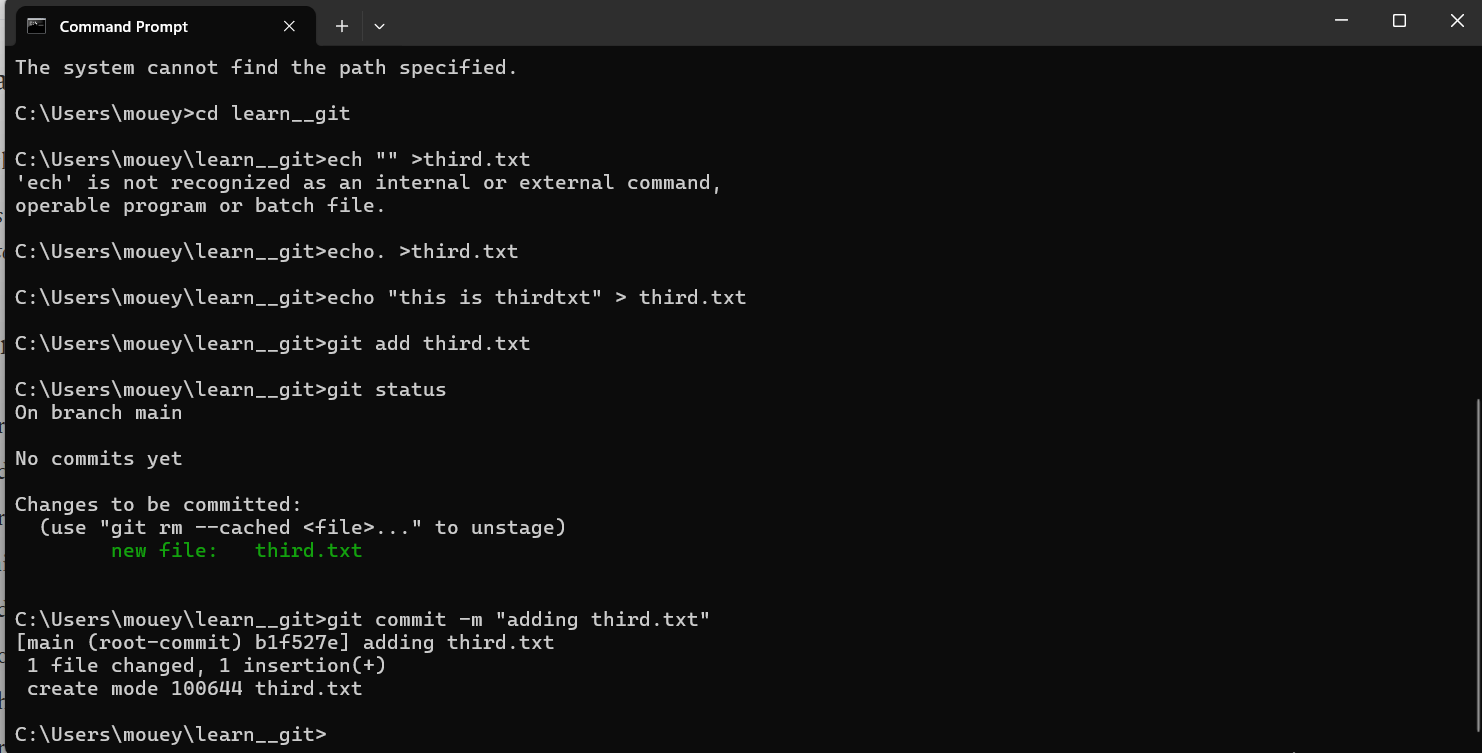 Command Prompt
The system cannot find the path specified.
C:\Users\mouey>cd learn__git
C:\Users\mouey\learn__git>ech "" >third.txt
'ech' is not recognized as an internal or external command,
operable program or batch file.
C:\Users\mouey\learn__git>echo. >third.txt
C:\Users\mouey\learn__git>echo "this is thirdtxt" > third.txt
C:\Users\mouey\learn__git>git add third.txt
C:\Users\mouey\learn__git>git status
On branch main
No commits yet
Changes to be committed:
  (use "git rm --cached <file>..." to unstage)
        new file:   third.txt
C:\Users\mouey\learn__git>git commit -m "adding third.txt"
[main (root-commit) b1f527e] adding third.txt
 1 file changed, 1 insertion(+)
 create mode 100644 third.txt
C:\Users\mouey\learn__git>